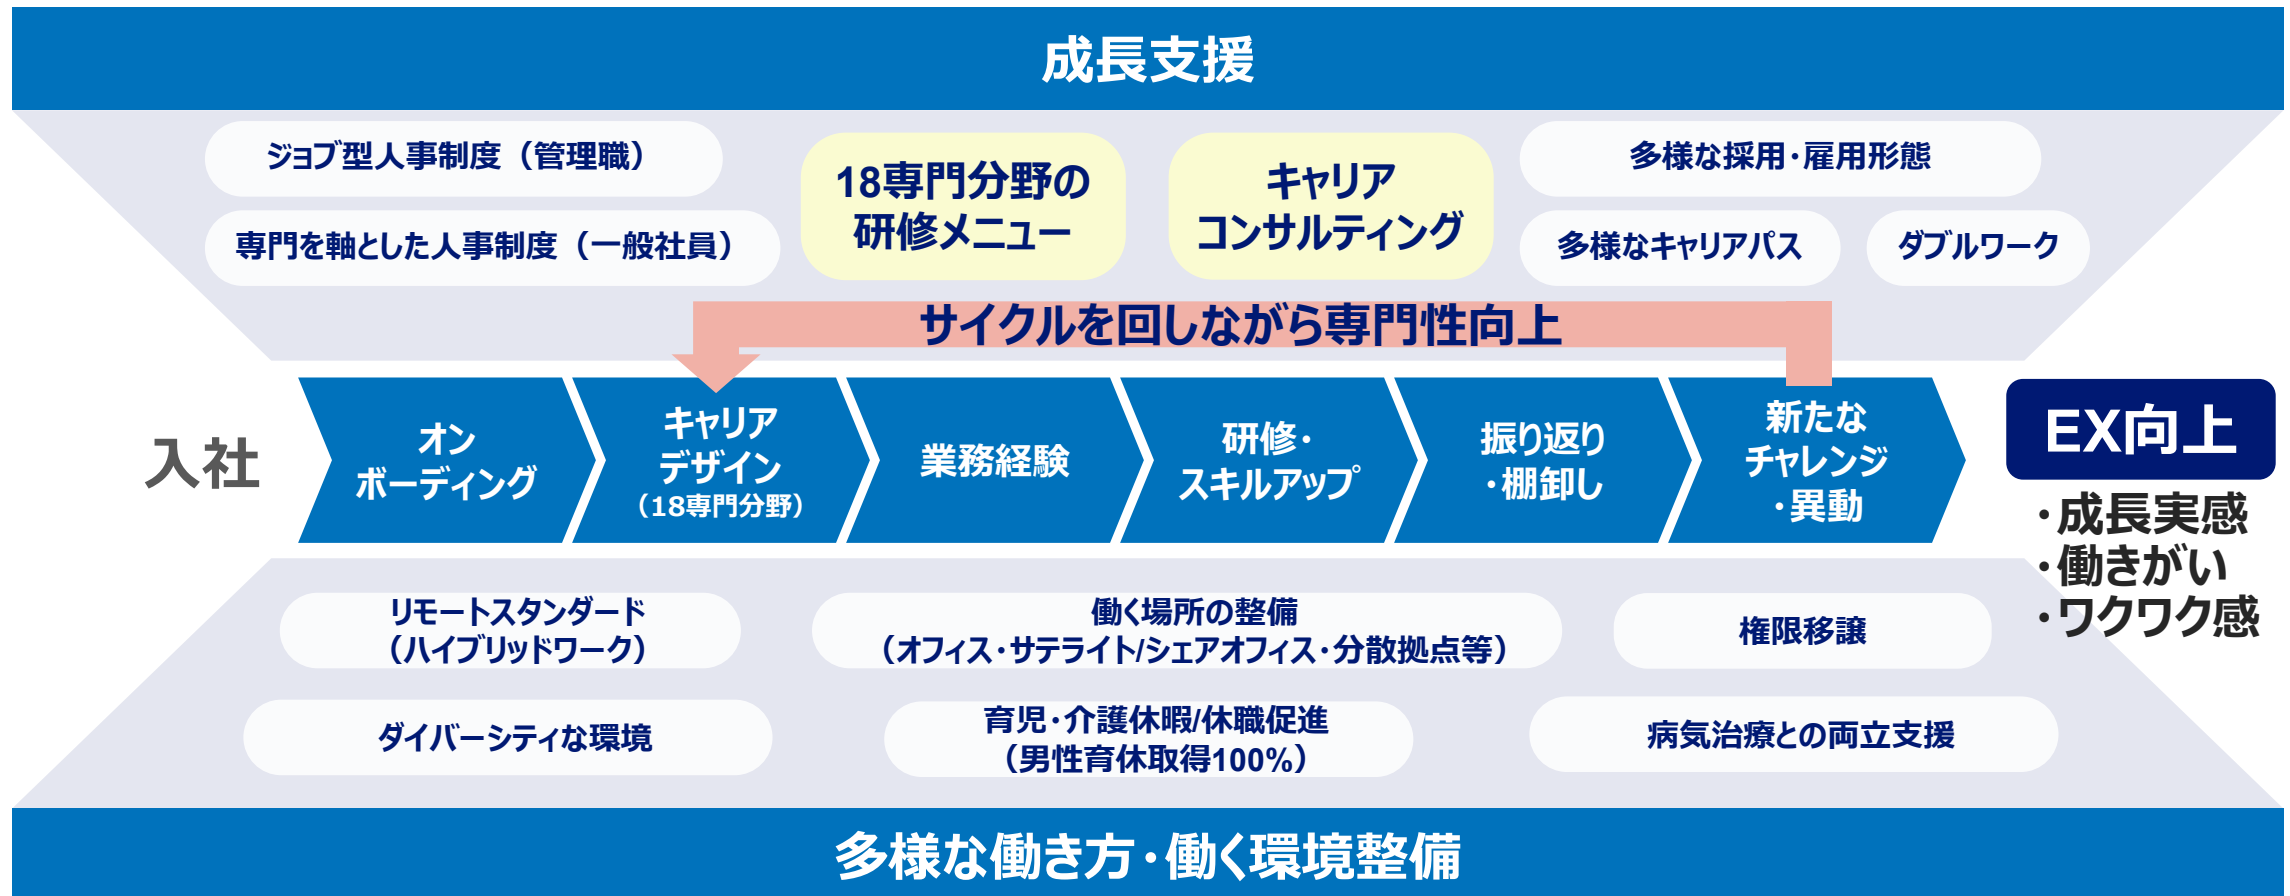 成長支援
ジョブ型人事制度（管理職）
専門を軸とした人事制度（一般社員）
18専門分野の
研修メニュー
キャリア
コンサルティング
多様な採用・雇用形態
多様なキャリアパス
ダブルワーク
サイクルを回しながら専門性向上
入社
オン
ボーディング
キャリア
デザイン
（18専門分野）
業務経験
研修・
スキルアップ
振り返り
・棚卸し
新たな
チャレンジ
・異動
EX向上
・成長実感
・働きがい
・ワクワク感
リモートスタンダード
（ハイブリッドワーク）
働く場所の整備
（オフィス・サテライト/シェアオフィス・分散拠点等）
権限移譲
ダイバーシティな環境
育児・介護休暇/休職促進
（男性育休取得100%）
病気治療との両立支援
多様な働き方・働く環境整備